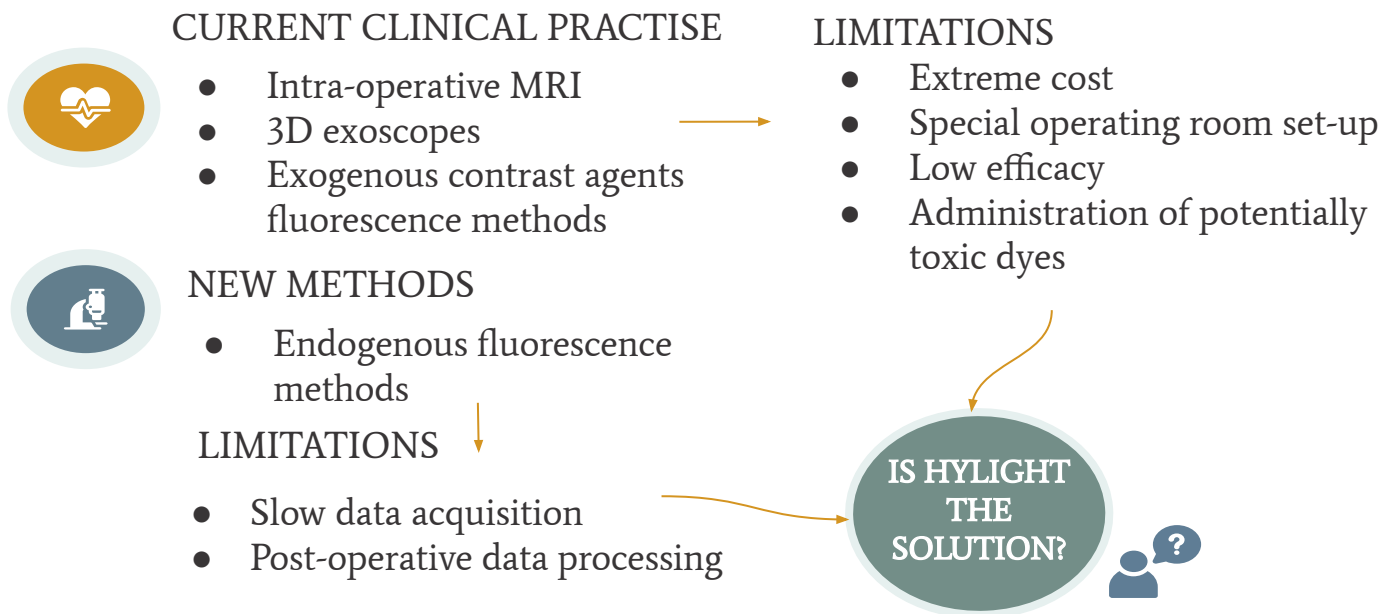 CURRENT CLINICAL PRACTISE
● Intra-operative MRI
● 3D exoscopes
● Exogenous contrast agents
fluorescence methods
LIMITATIONS
● Extreme cost
● Special operating room set-up
● Low efficacy
● Administration of potentially
toxic dyes
NEW METHODS
● Endogenous fluorescence
methods
LIMITATIONS
● Slow data acquisition
● Post-operative data processing
IS HYLIGHT
THE
SOLUTION?
?